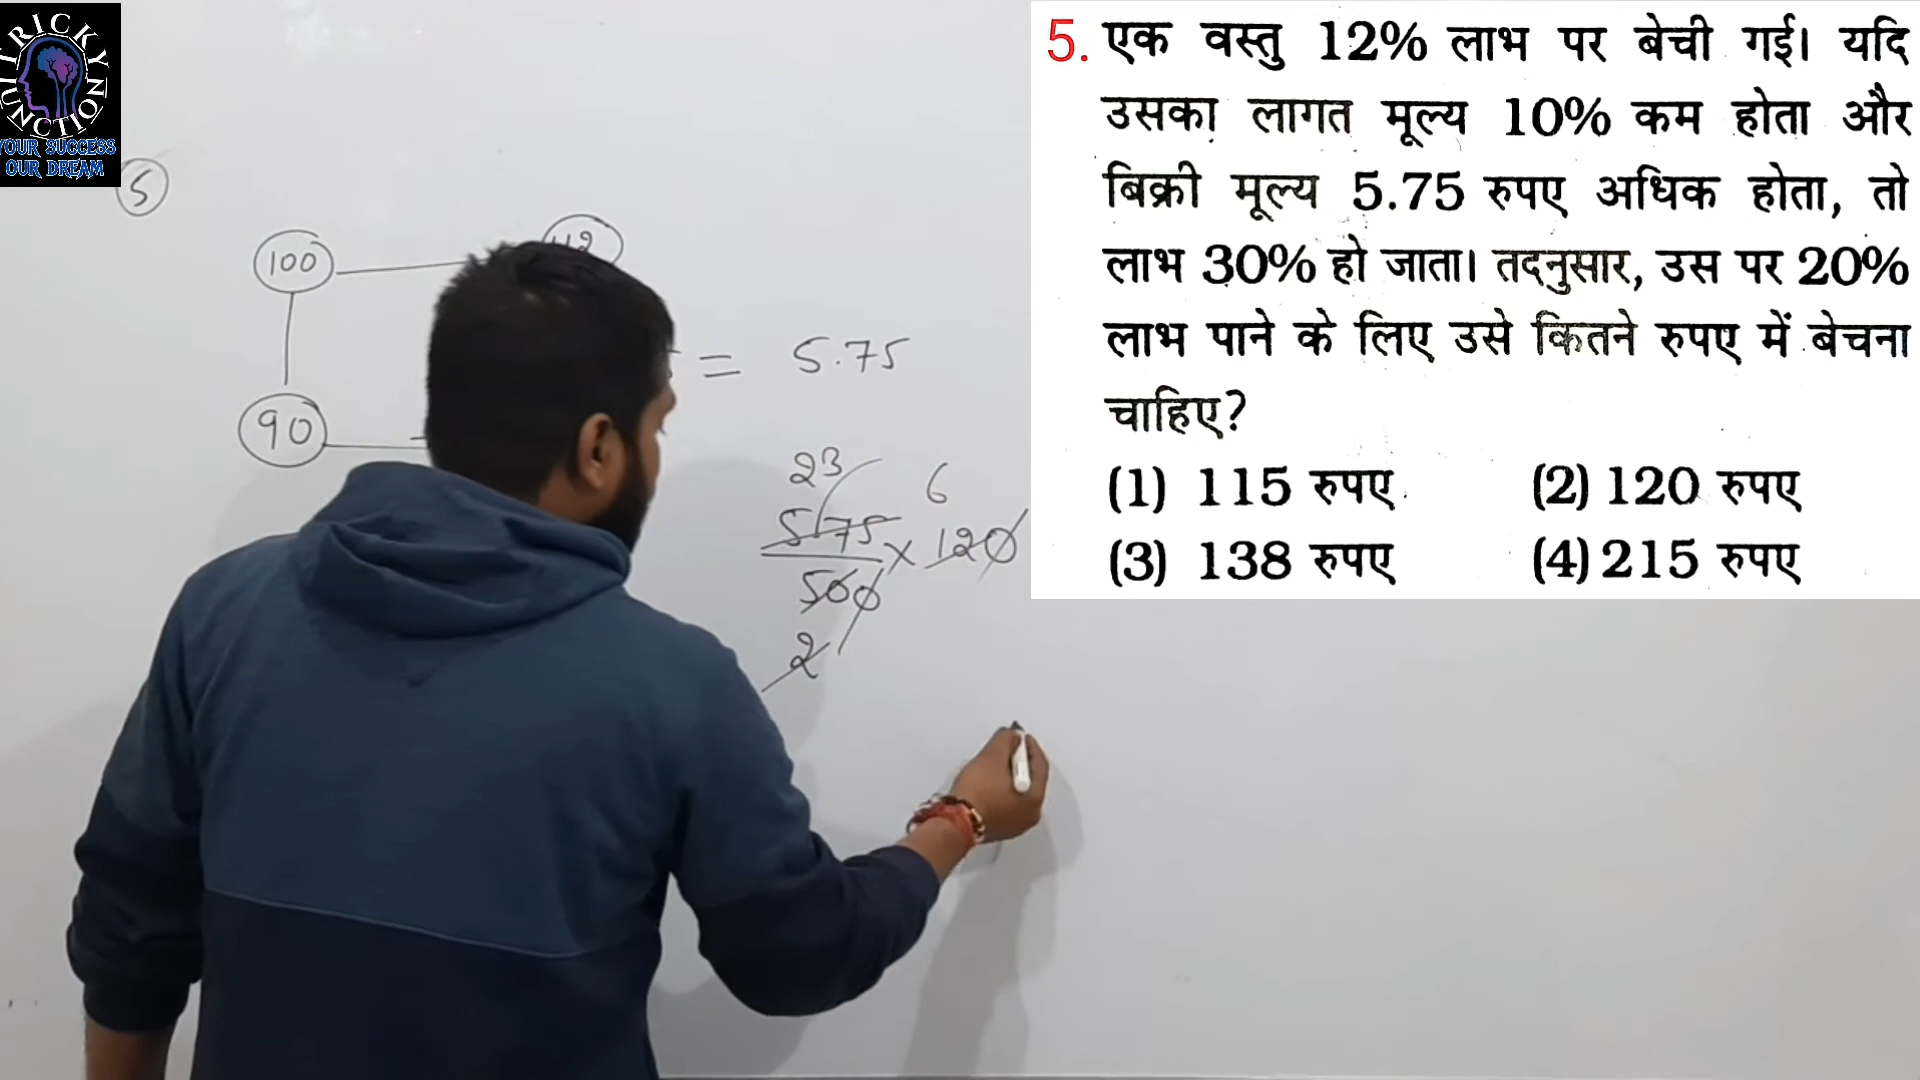 TRICKY JUNCTION
YOUR SUCCESS
OUR DREAM
5
100
90
= 5.75
23
6
5.75
× 120
500
2
5. एक वस्तु 12% लाभ पर बेची गई। यदि
उसका लागत मूल्य 10% कम होता और
बिक्री मूल्य 5.75 रुपए अधिक होता, तो
लाभ 30% हो जाता। तदनुसार, उस पर 20%
लाभ पाने के लिए उसे कितने रुपए में बेचना
चाहिए?
(1) 115 रुपए (2) 120 रुपए
(3) 138 रुपए (4) 215 रुपए